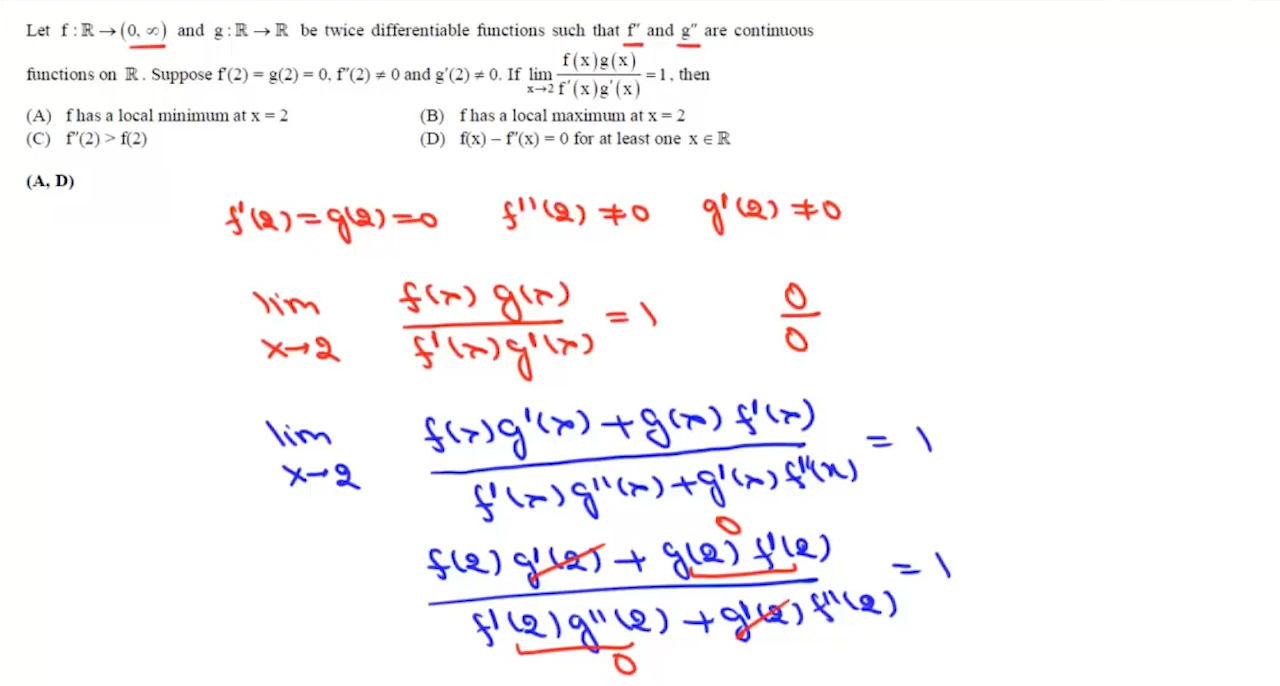 Let f : ℝ → (0, ∞) and g : ℝ → ℝ be twice differentiable functions such that f″ and g″ are continuous
functions on ℝ. Suppose f′(2) = g(2) = 0, f″(2) ≠ 0 and g′(2) ≠ 0. If lim x→2 f(x)g(x) / f′(x)g′(x) = 1, then
(A) f has a local minimum at x = 2 (B) f has a local maximum at x = 2
(C) f″(2) > f(2) (D) f(x) – f″(x) = 0 for at least one x ∈ ℝ
(A, D)
f'(2) = g(2) = 0 f''(2) ≠ 0 g'(2) ≠ 0
lim x→2 f(x) g(x) / f'(x) g'(x) = 1 0/0
lim x→2 f(x) g'(x) + g(x) f'(x) / f'(x) g''(x) + g'(x) f''(x) = 1
0
f(2) g'(2) + g(2) f'(2) / f'(2) g''(2) + g'(2) f''(2) = 1
0